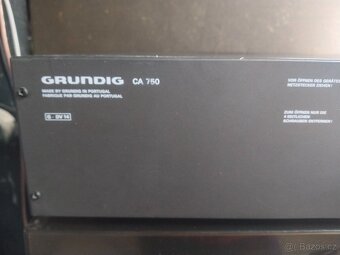 GRUNDIG CA 760
MADE BY GRUNDIG IN PORTUGAL
FABRIQUE PAR GRUNDIG AU PORTUGAL
VOR ÖFFNEN DES GERÄTES
NETZSTECKER ZIEHEN!
ZUM ÖFFNEN NUR DIE
4 SEITLICHEN
SCHRAUBEN ENTFERNEN!
Bazos.cz